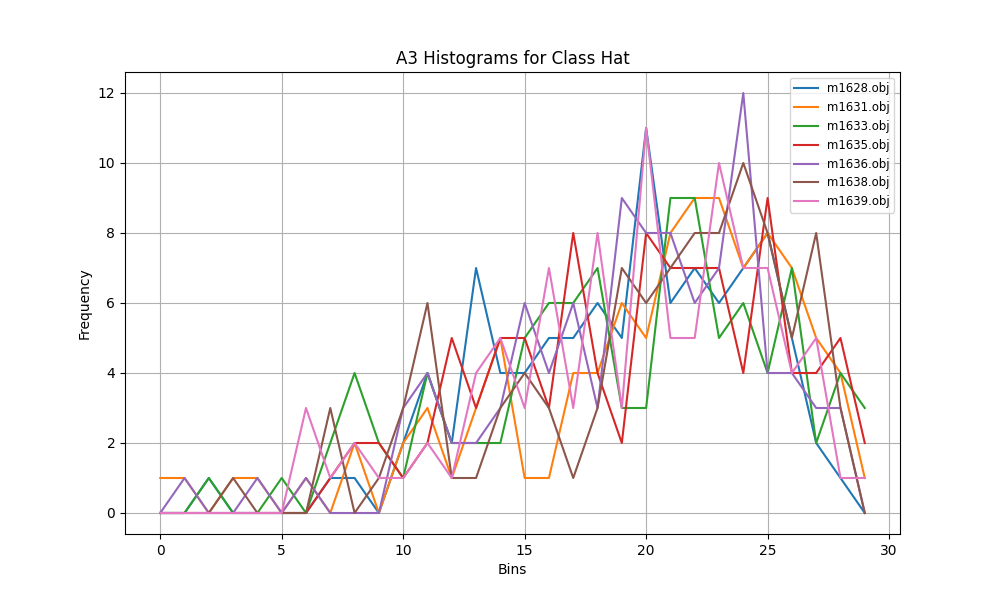 A3 Histograms for Class Hat
Frequency
12
10
8
6
4
2
0
0 5 10 15 20 25 30
Bins
m1628.obj
m1631.obj
m1633.obj
m1635.obj
m1636.obj
m1638.obj
m1639.obj